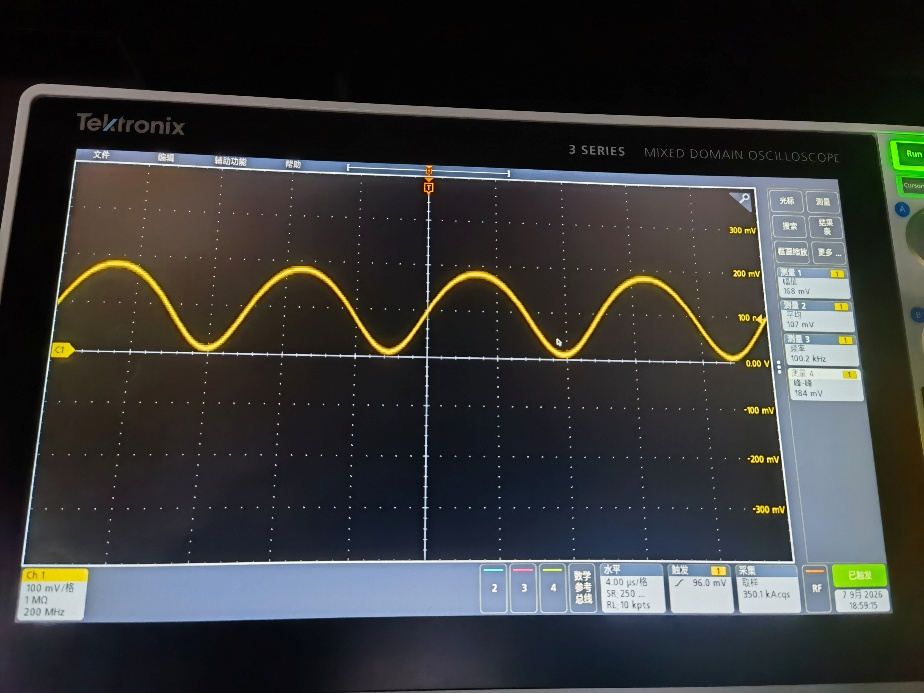 Tektronix
3 SERIES MIXED DOMAIN OSCILLOSCOPE
Run
Cursor
文件 编辑 辅助功能 帮助
T
光标 测量
搜索 结果表
更多 ...
300 mV
200 mV
0.00 V
-100 mV
-200 mV
-300 mV
C1
A
B
测量 1 1
幅值
168 mV
测量 2 1
平均
107 mV
测量 3 1
频率
100.2 kHz
测量 4 1
峰-峰
184 mV
Ch 1
100 mV/格
1 MΩ
200 MHz
2 3 4
数学
参考
总线
水平
4.00 µs/格
SR: 250 ...
RL: 10 kpts
触发 1
96.0 mV
采集
取样
350.1 kAcqs
RF
已触发
7 9月 2026
18:59:15